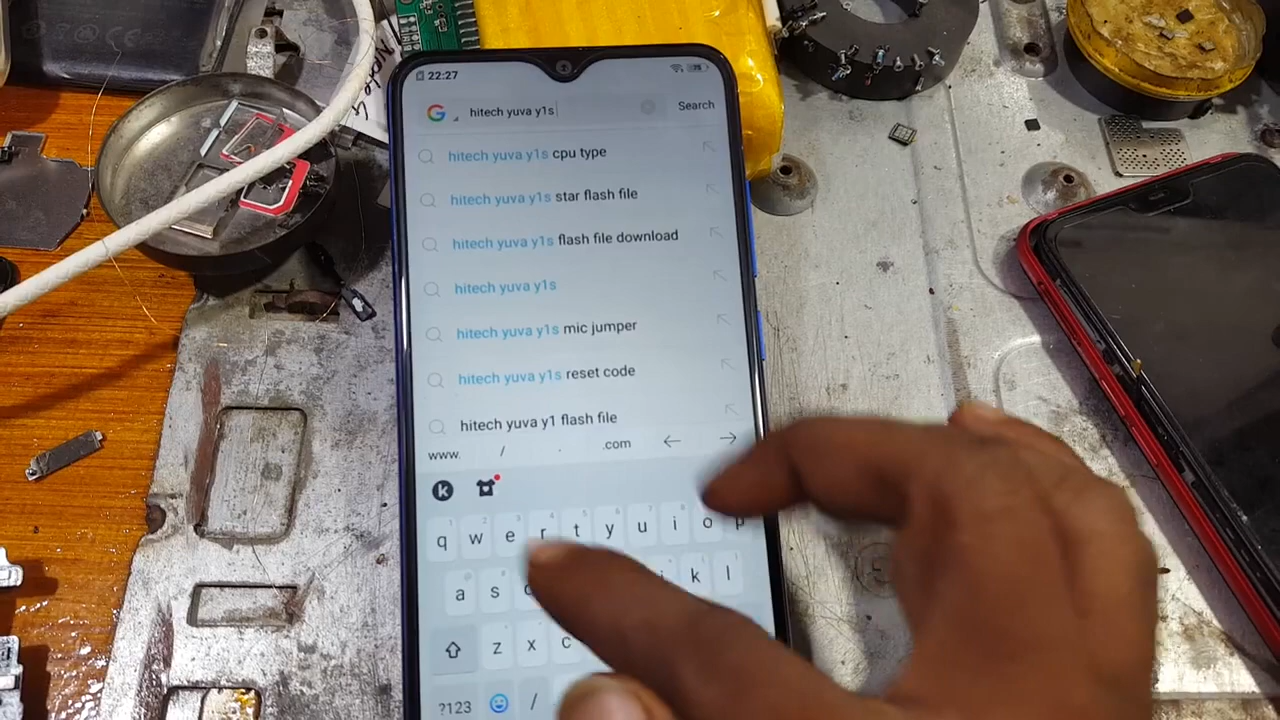 22:27
hitech yuva y1s
Search
hitech yuva y1s cpu type
hitech yuva y1s star flash file
hitech yuva y1s flash file download
hitech yuva y1s
hitech yuva y1s mic jumper
hitech yuva y1s reset code
hitech yuva y1 flash file
www. / . .com
q w e r t y u i o p
a s k l
z x c
?123 /